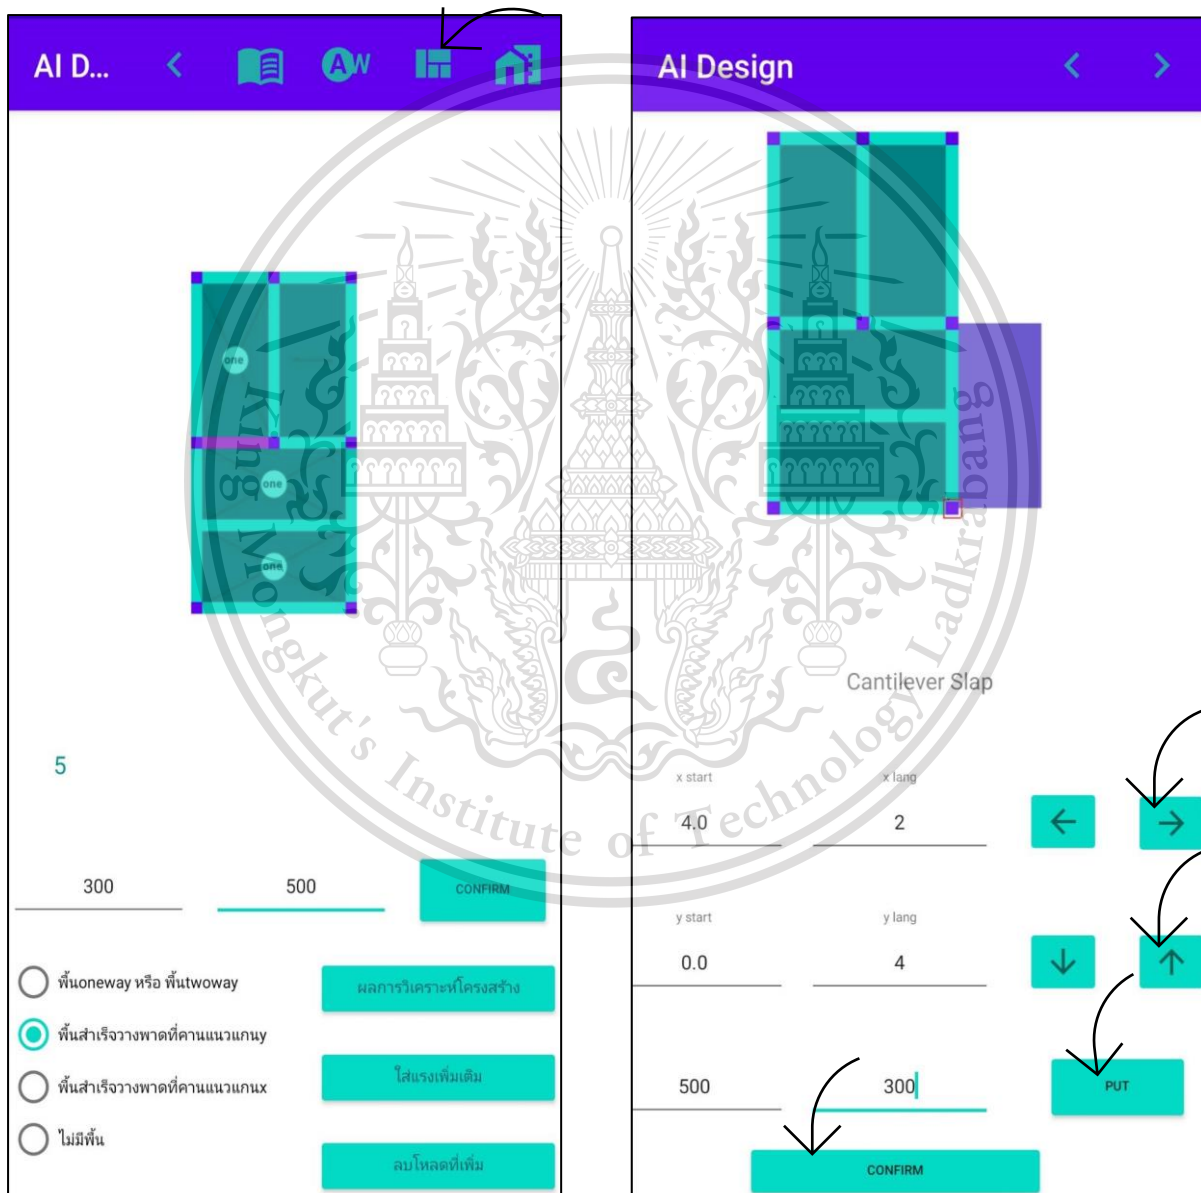 AI D...
AW
one
one
one
5
300
500
CONFIRM
พื้นoneway หรือ พื้นtwoway
ผลการวิเคราะห์โครงสร้าง
พื้นสำเร็จวางพาดที่คานแนวแกนy
ใส่แรงเพิ่มเติม
พื้นสำเร็จวางพาดที่คานแนวแกนx
ไม่มีพื้น
ลบโหลดที่เพิ่ม
AI Design
Cantilever Slap
x start
x lang
4.0
2
y start
y lang
0.0
4
500
300
PUT
CONFIRM
King Mongkut's Institute of Technology Ladkrabang